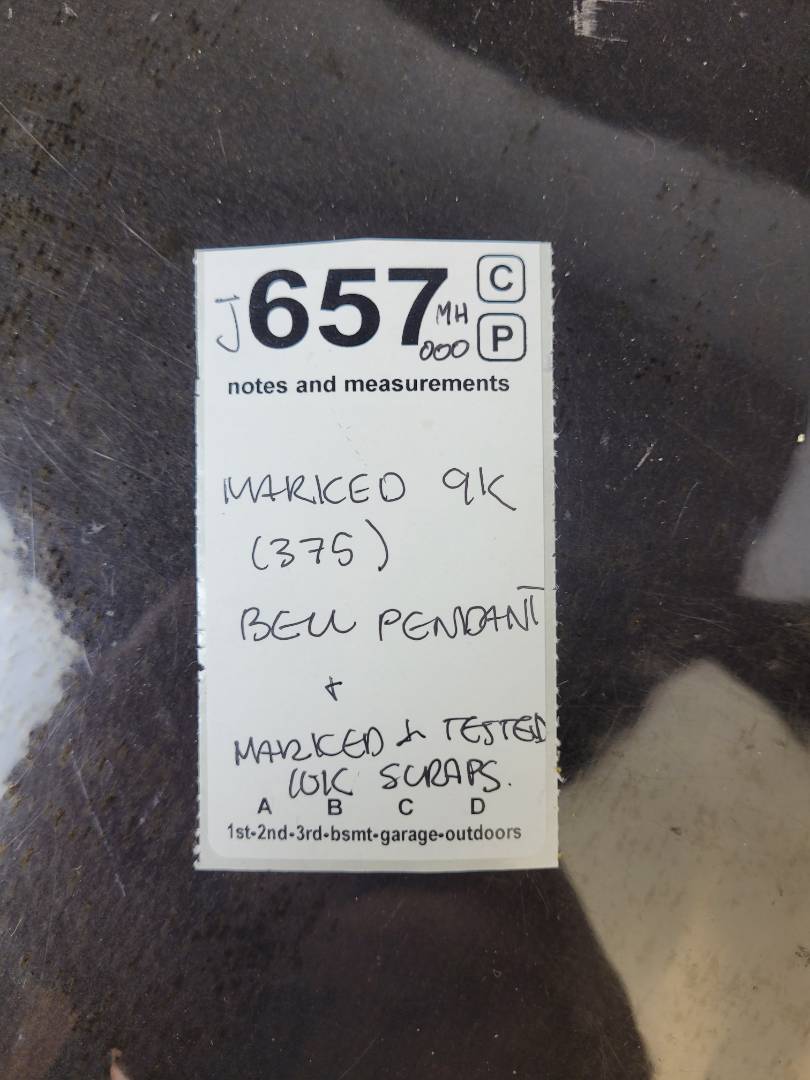 J657 MH C
000 P
notes and measurements
MARKED 9K
(375)
BELL PENDANT
+
MARKED & TESTED
10K SCRAPS.
A B C D
1st-2nd-3rd-bsmt-garage-outdoors